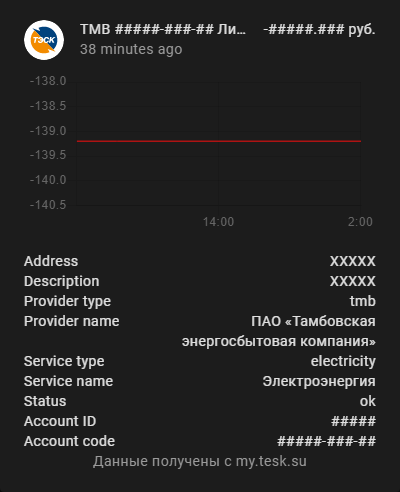 ТЭСК
ТМВ #####-###-## Ли… -#####.### руб.
38 minutes ago
-138.0
-138.5
-139.0
-139.5
-140.0
-140.5
14:00 2:00
Address XXXXX
Description XXXXX
Provider type tmb
Provider name ПАО «Тамбовская
энергосбытовая компания»
Service type electricity
Service name Электроэнергия
Status ok
Account ID #####
Account code #####-###-##
Данные получены с my.tesk.su